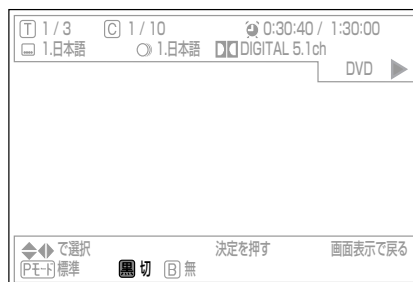 T 1 / 3 C 1 / 10 0:30:40 / 1:30:00
1.日本語 1.日本語 DIGITAL 5.1ch
DVD
で選択 決定を押す 画面表示で戻る
Pモード 標準 黒 切 B 無